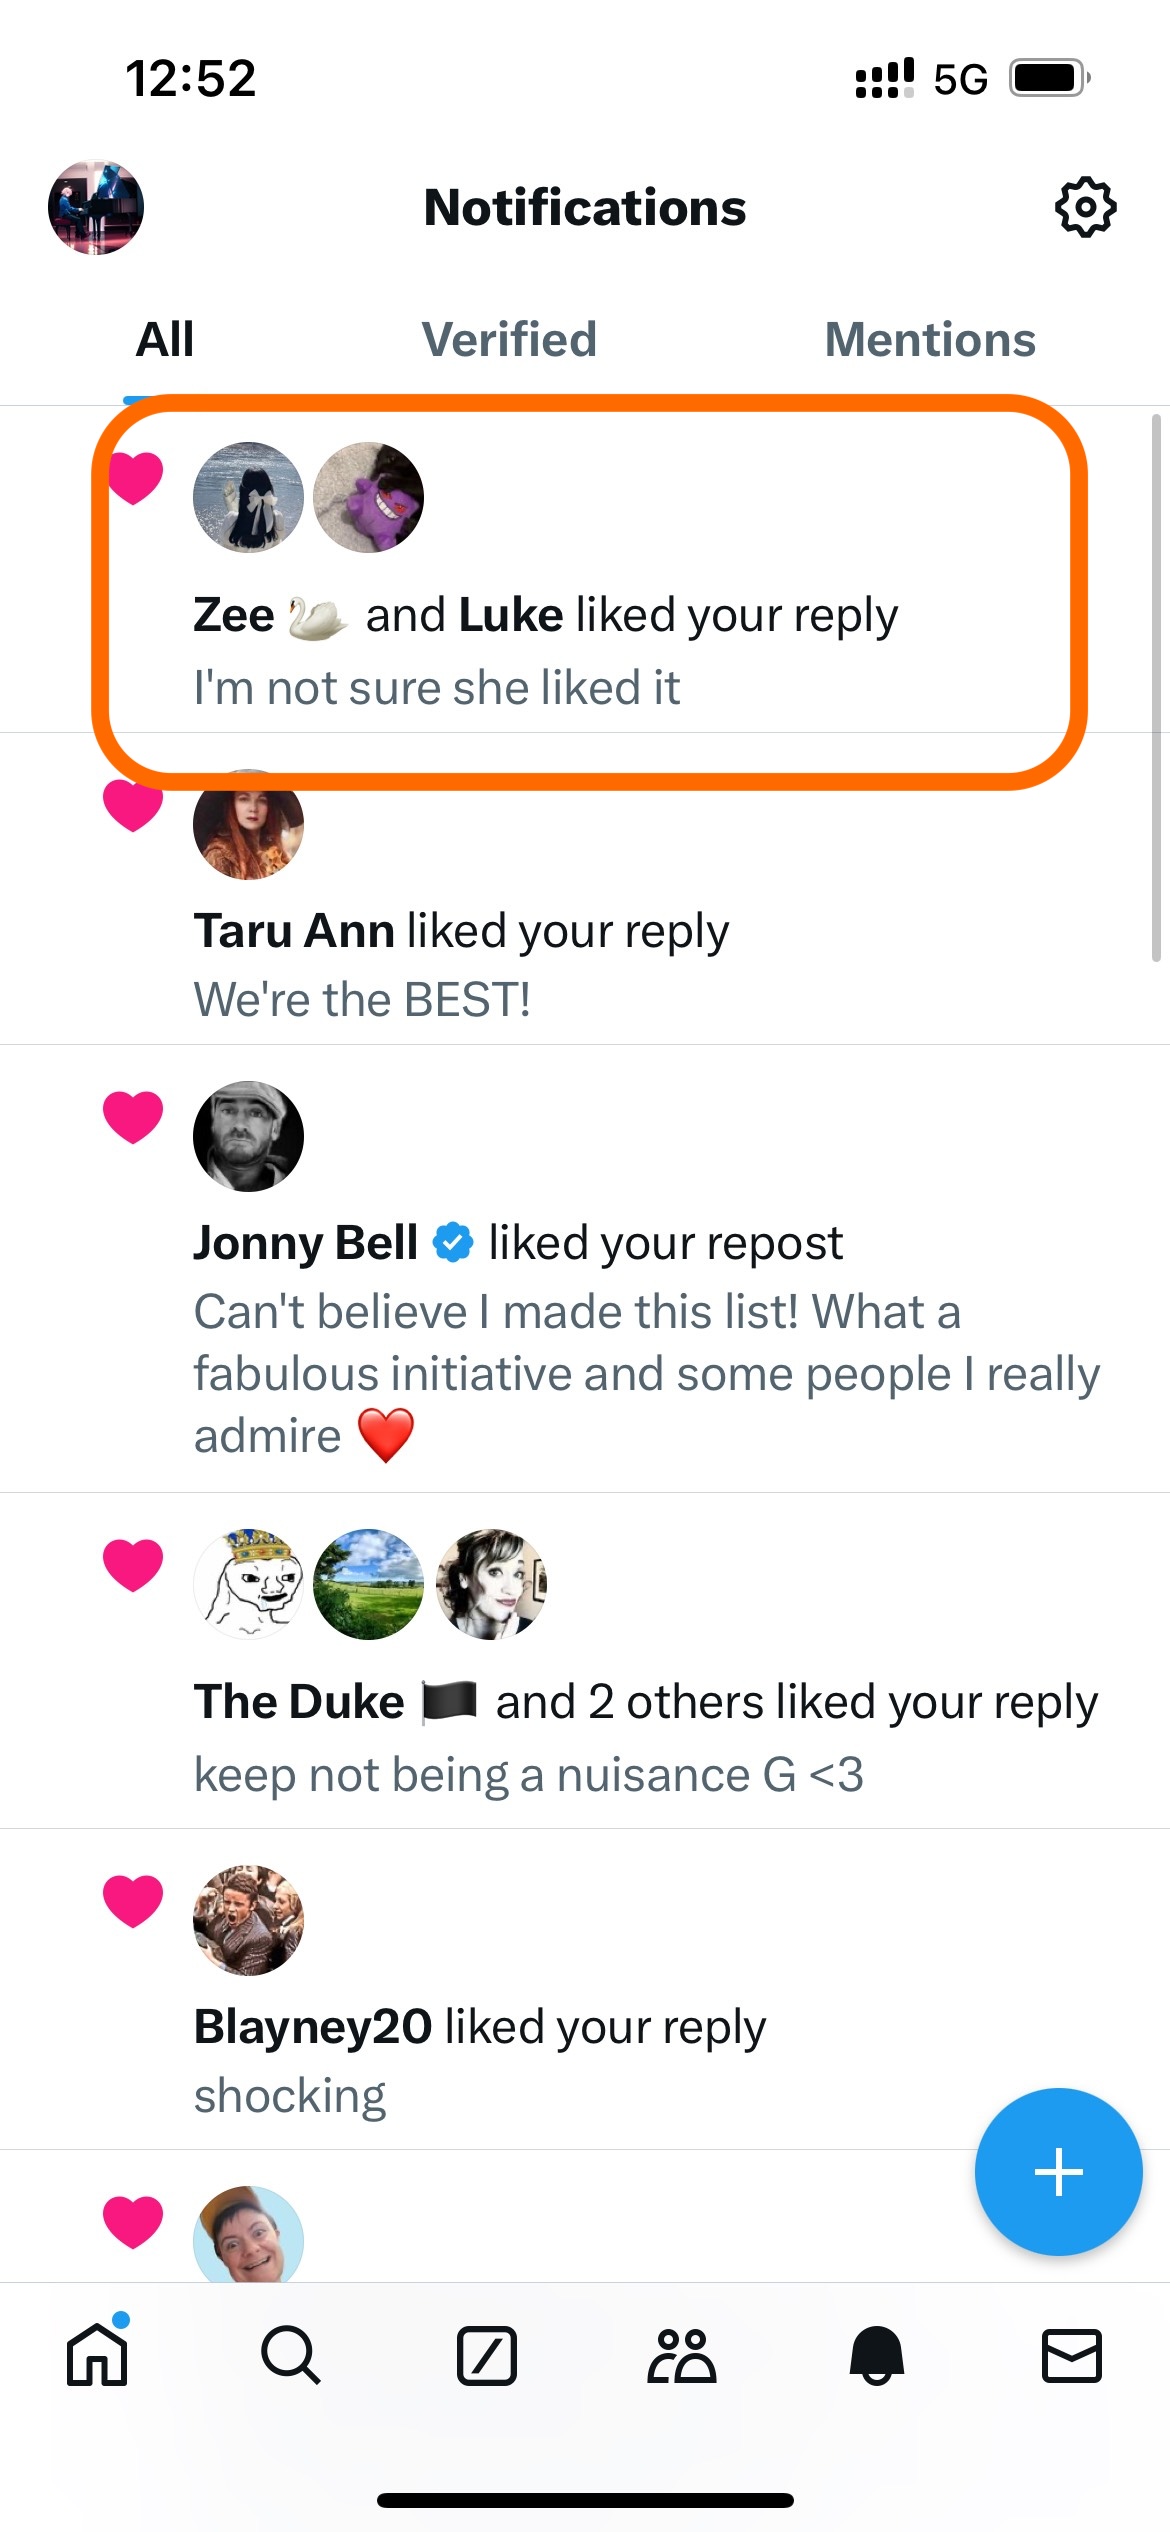 12:52 5G
Notifications
All Verified Mentions
Zee 🦢 and Luke liked your reply
I'm not sure she liked it
Taru Ann liked your reply
We're the BEST!
Jonny Bell liked your repost
Can't believe I made this list! What a
fabulous initiative and some people I really
admire ❤️
The Duke 🏴 and 2 others liked your reply
keep not being a nuisance G <3
Blayney20 liked your reply
shocking